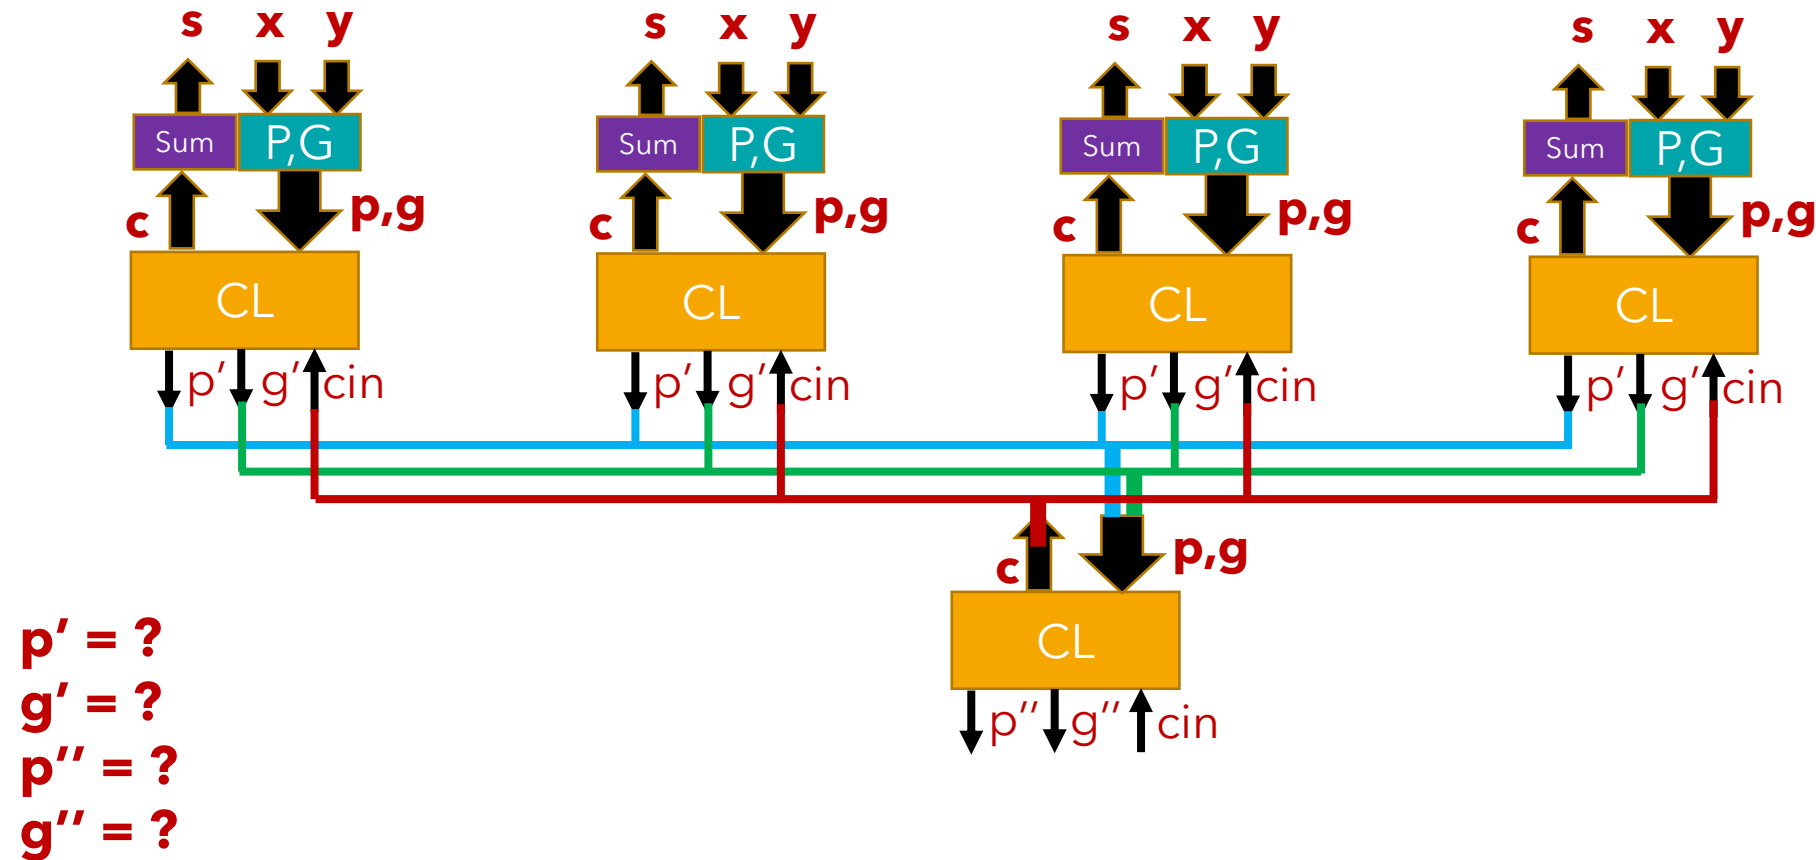 s x y s x y s x y s x y
Sum P,G Sum P,G Sum P,G Sum P,G
c p,g c p,g c p,g c p,g
CL CL CL CL
p′ g′ cin p′ g′ cin p′ g′ cin p′ g′ cin
c p,g
CL
p′′ g′′ cin
p′ = ?
g′ = ?
p′′ = ?
g′′ = ?